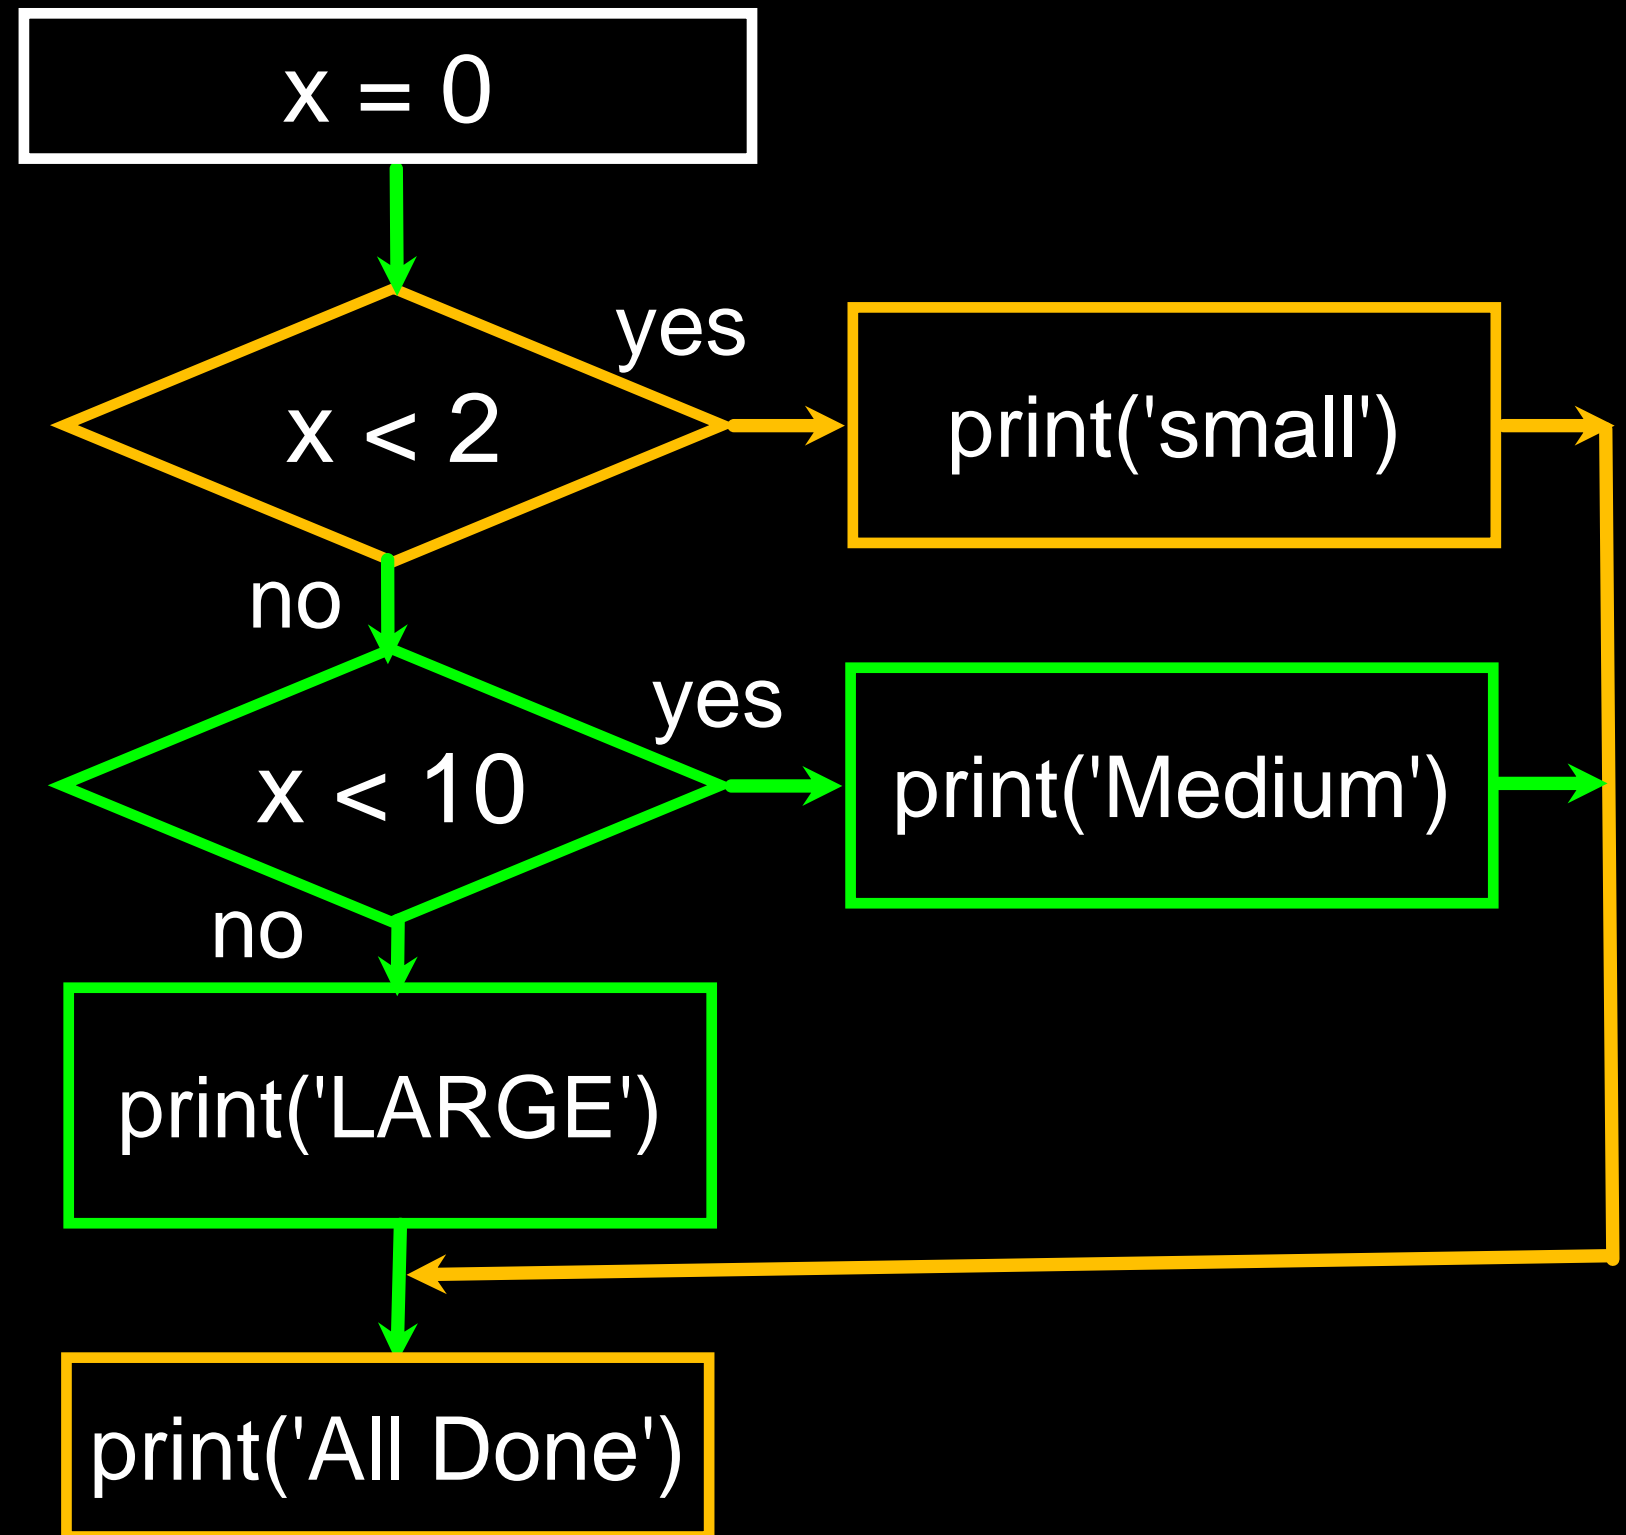 x = 0
yes
x < 2
print('small')
no
yes
x < 10
print('Medium')
no
print('LARGE')
print('All Done')